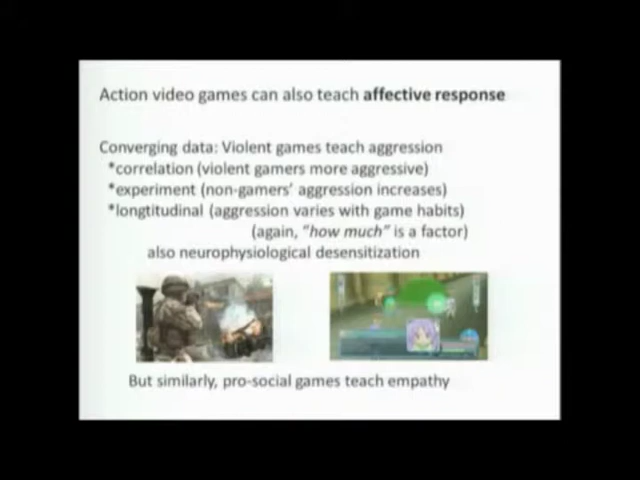 Action video games can also teach affective response
Converging data: Violent games teach aggression
*correlation (violent gamers more aggressive)
*experiment (non-gamers' aggression increases)
*longtitudinal (aggression varies with game habits)
(again, "how much" is a factor)
also neurophysiological desensitization
But similarly, pro-social games teach empathy